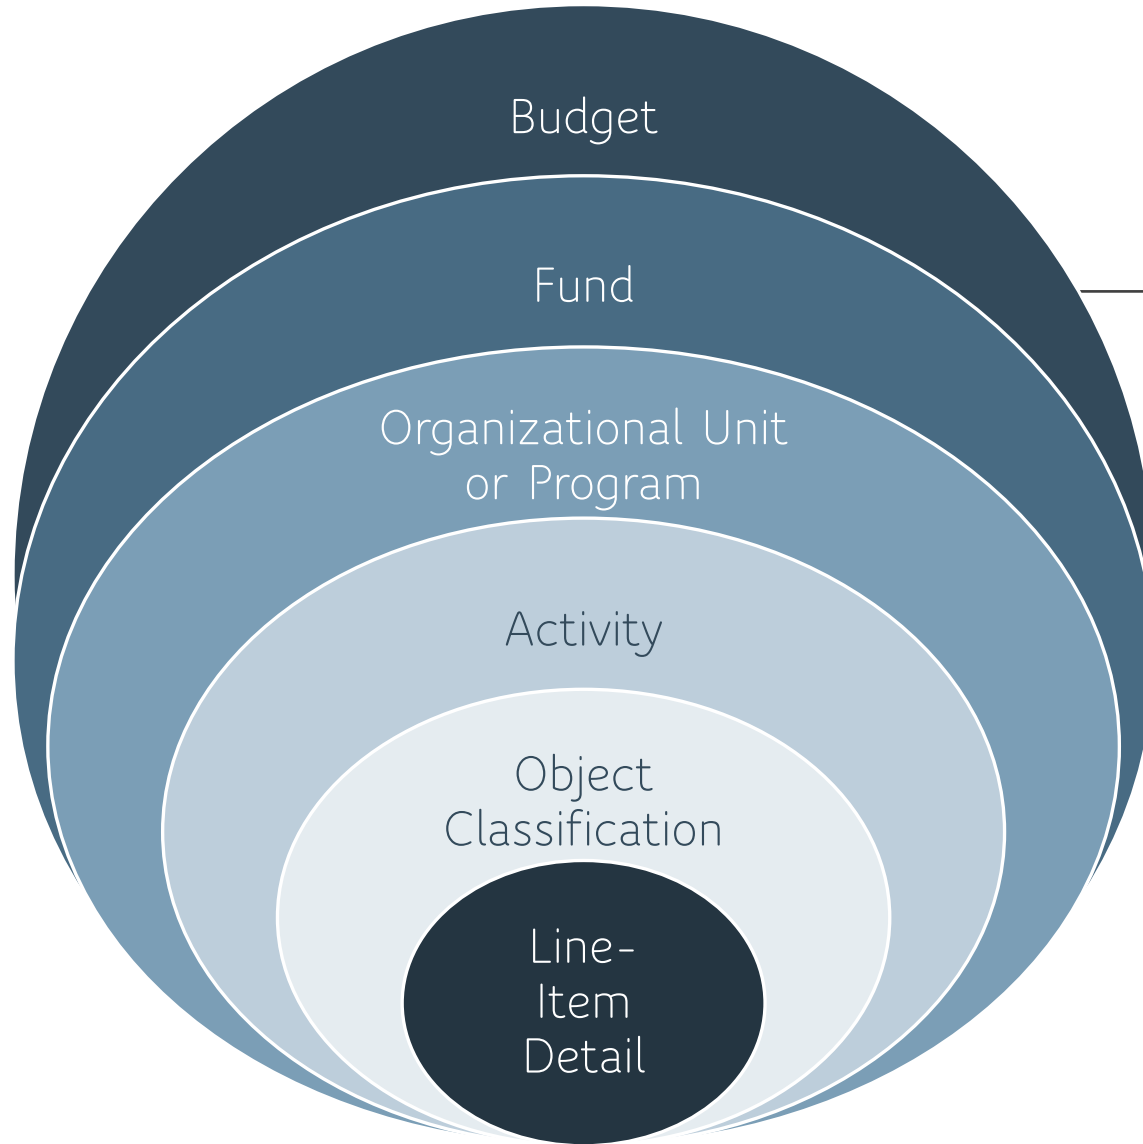 Budget
Fund
Organizational Unit
or Program
Activity
Object
Classification
Line-
Item
Detail